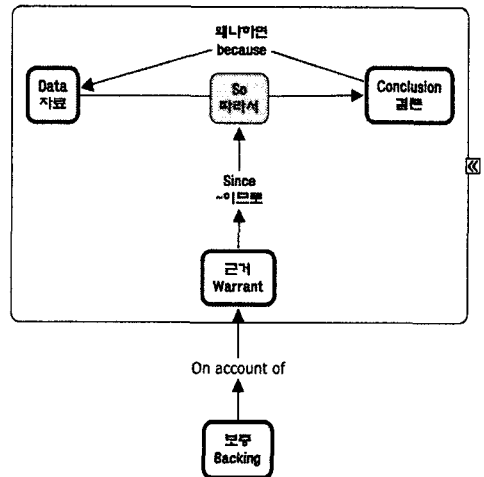 왜냐하면
because
Data
자료
So
따라서
Conclusion
결론
Since
~이므로
근거
Warrant
On account of
보증
Backing